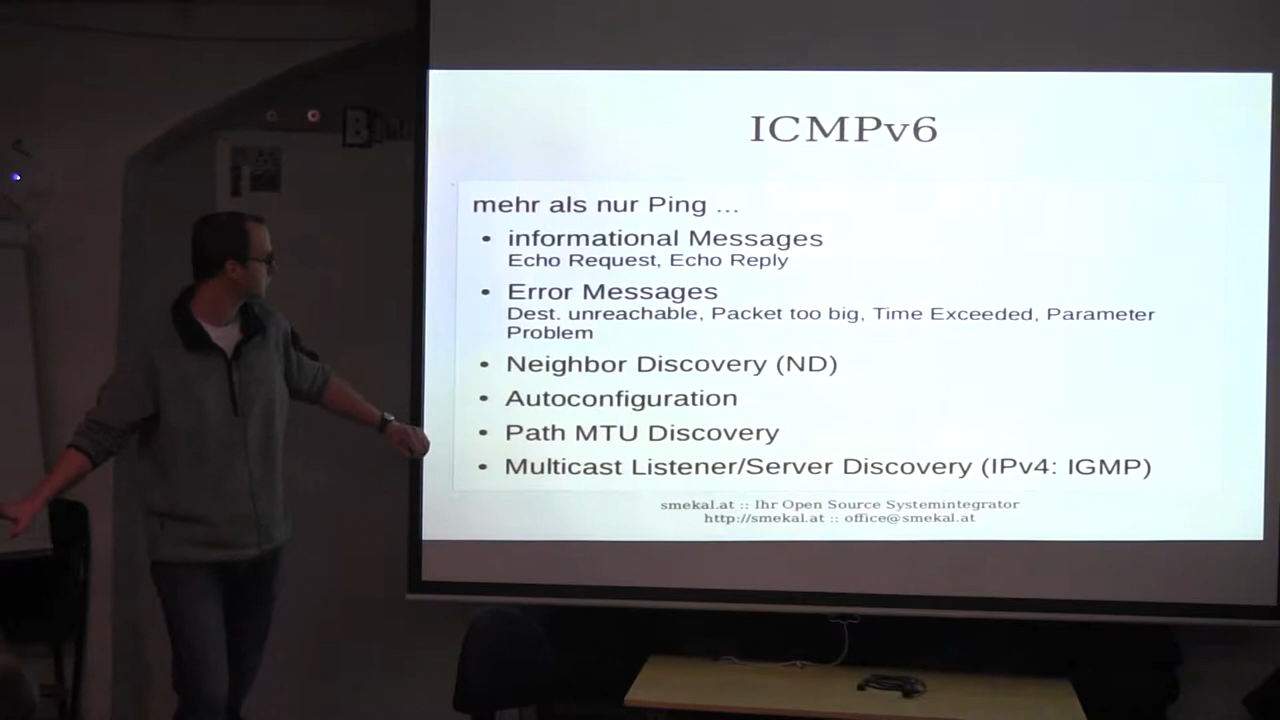 ICMPv6
mehr als nur Ping ...
• informational Messages
Echo Request, Echo Reply
• Error Messages
Dest. unreachable, Packet too big, Time Exceeded, Parameter
Problem
• Neighbor Discovery (ND)
• Autoconfiguration
• Path MTU Discovery
• Multicast Listener/Server Discovery (IPv4: IGMP)
smekal.at :: Ihr Open Source Systemintegrator
http://smekal.at :: office@smekal.at